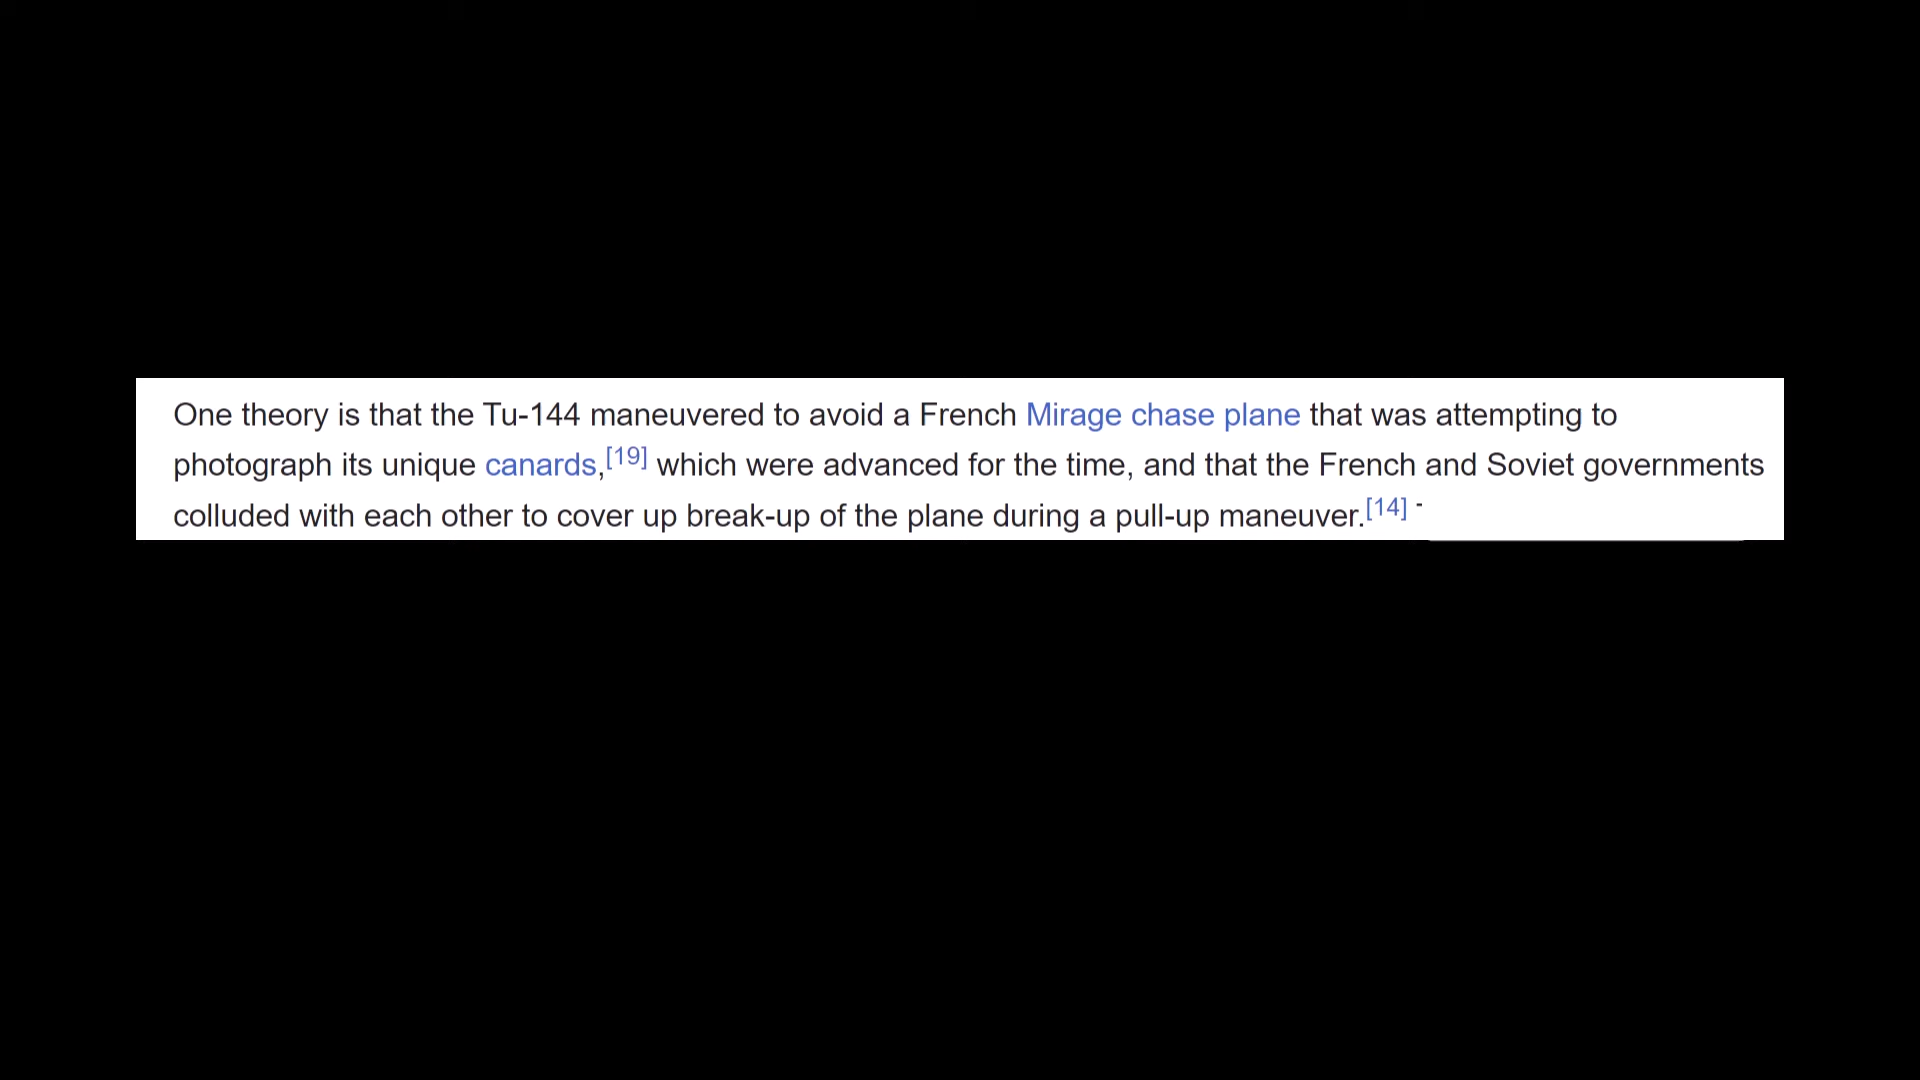 One theory is that the Tu-144 maneuvered to avoid a French Mirage chase plane that was attempting to
photograph its unique canards,[19] which were advanced for the time, and that the French and Soviet governments
colluded with each other to cover up break-up of the plane during a pull-up maneuver.[14]